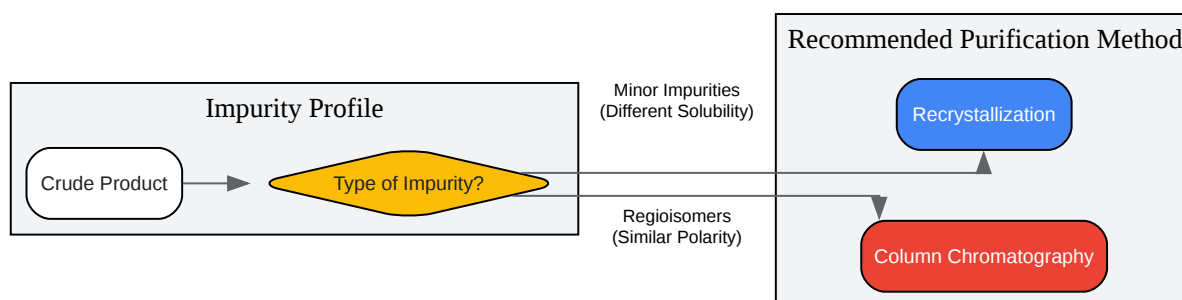 Recommended Purification Method
Minor Impurities
(Different Solubility)
Impurity Profile
Recrystallization
Crude Product
Type of Impurity?
Regioisomers
(Similar Polarity)
Column Chromatography